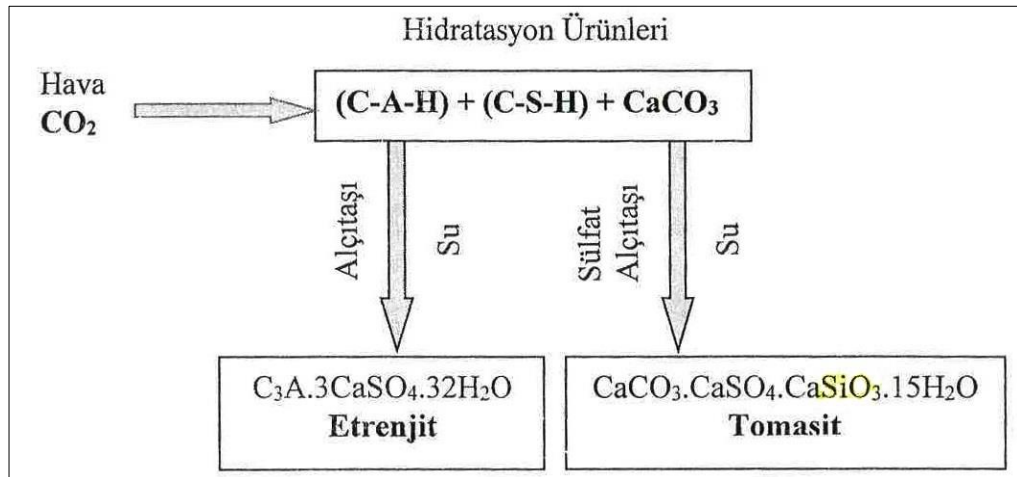 Hidratasyon Ürünleri
Hava
CO₂
(C-A-H) + (C-S-H) + CaCO₃
Alçıtaşı
Su
Sülfat
Alçıtaşı
Su
C₃A.3CaSO₄.32H₂O
Etrenjit
CaCO₃.CaSO₄.CaSiO₃.15H₂O
Tomasit